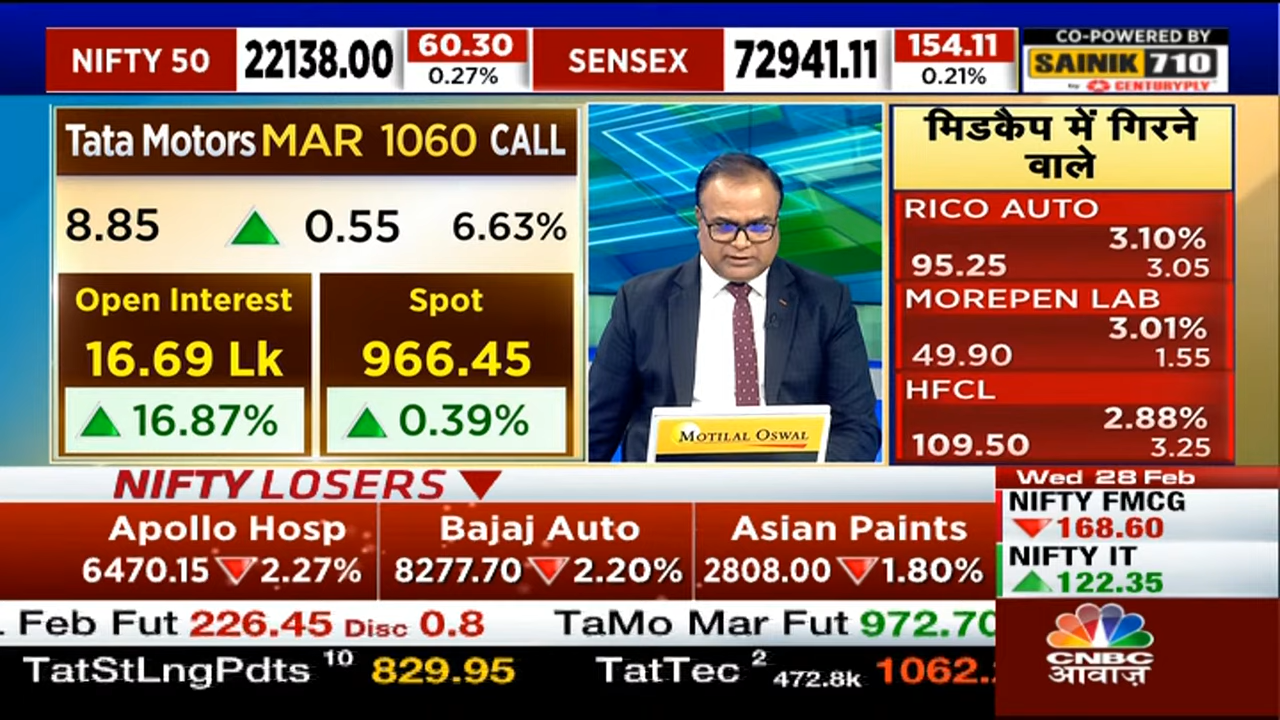 NIFTY 50 22138.00 60.30 0.27% SENSEX 72941.11 154.11 0.21%
CO-POWERED BY
SAINIK 710
by CENTURYPLY
Tata Motors MAR 1060 CALL
8.85 0.55 6.63%
Open Interest
16.69 Lk
16.87%
Spot
966.45
0.39%
MOTILAL OSWAL
मिडकैप में गिरने
वाले
RICO AUTO
3.10%
95.25 3.05
MOREPEN LAB
3.01%
49.90 1.55
HFCL
2.88%
109.50 3.25
NIFTY LOSERS
Apollo Hosp
6470.15 2.27%
Bajaj Auto
8277.70 2.20%
Asian Paints
2808.00 1.80%
Wed 28 Feb
NIFTY FMCG
168.60
NIFTY IT
122.35
Feb Fut 226.45 Disc 0.8 TaMo Mar Fut 972.70
TatStLngPdts 10 829.95 TatTec 2 472.8k 1062.
CNBC
आवाज़